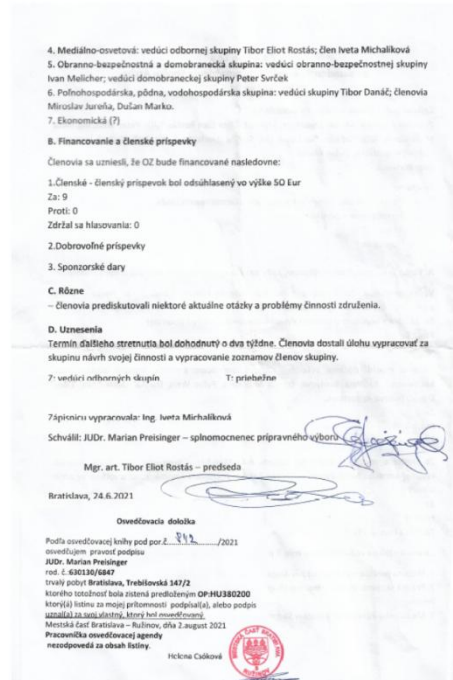 4. Mediálno-osvetová: vedúci odbornej skupiny Tibor Eliot Rostás; člen Iveta Michalíková
5. Obranno-bezpečnostná a domobranecká skupina: vedúci obranno-bezpečnostnej skupiny
Ivan Melicher; vedúci domobraneckej skupiny Peter Svrček
6. Poľnohospodárska, pôdna, vodohospodárska skupina: vedúci skupiny Tibor Danáč; členovia
Miroslav Jureňa, Dušan Marko.
7. Ekonomická (?)
B. Financovanie a členské príspevky
Členovia sa uzniesli, že OZ bude financované nasledovne:
1.Členské - členský príspevok bol odsúhlasený vo výške 50 Eur
Za: 9
Proti: 0
Zdržal sa hlasovania: 0
2.Dobrovoľné príspevky
3. Sponzorské dary
C. Rôzne
– členovia prediskutovali niektoré aktuálne otázky a problémy činnosti združenia.
D. Uznesenia
Termín ďalšieho stretnutia bol dohodnutý o dva týždne. Členovia dostali úlohu vypracovať za
skupinu návrh svojej činnosti a vypracovanie zoznamov členov skupiny.
Z: vedúci odborných skupín T: priebežne
Zápisnicu vypracovala: Ing. Iveta Michalíková
Schválil: JUDr. Marian Preisinger – splnomocnenec prípravného výboru
Mgr. art. Tibor Eliot Rostás – predseda
Bratislava, 24.6.2021
Osvedčovacia doložka
Podľa osvedčovacej knihy pod por.č. 842 /2021
osvedčujem pravosť podpisu
JUDr. Marian Preisinger
rod. č. 630130/6847
trvalý pobyt Bratislava, Trebišovská 147/2
ktorého totožnosť bola zistená predloženým OP:HU380200
ktorý(á) listinu za mojej prítomnosti podpísal(a), alebo podpis
uznal(a) za svoj vlastný, ktorý bol osvedčovaný.
Mestská časť Bratislava – Ružinov, dňa 2.august 2021
Pracovníčka osvedčovacej agendy
nezodpovedá za obsah listiny.
Helena Csóková
RUŽINOV